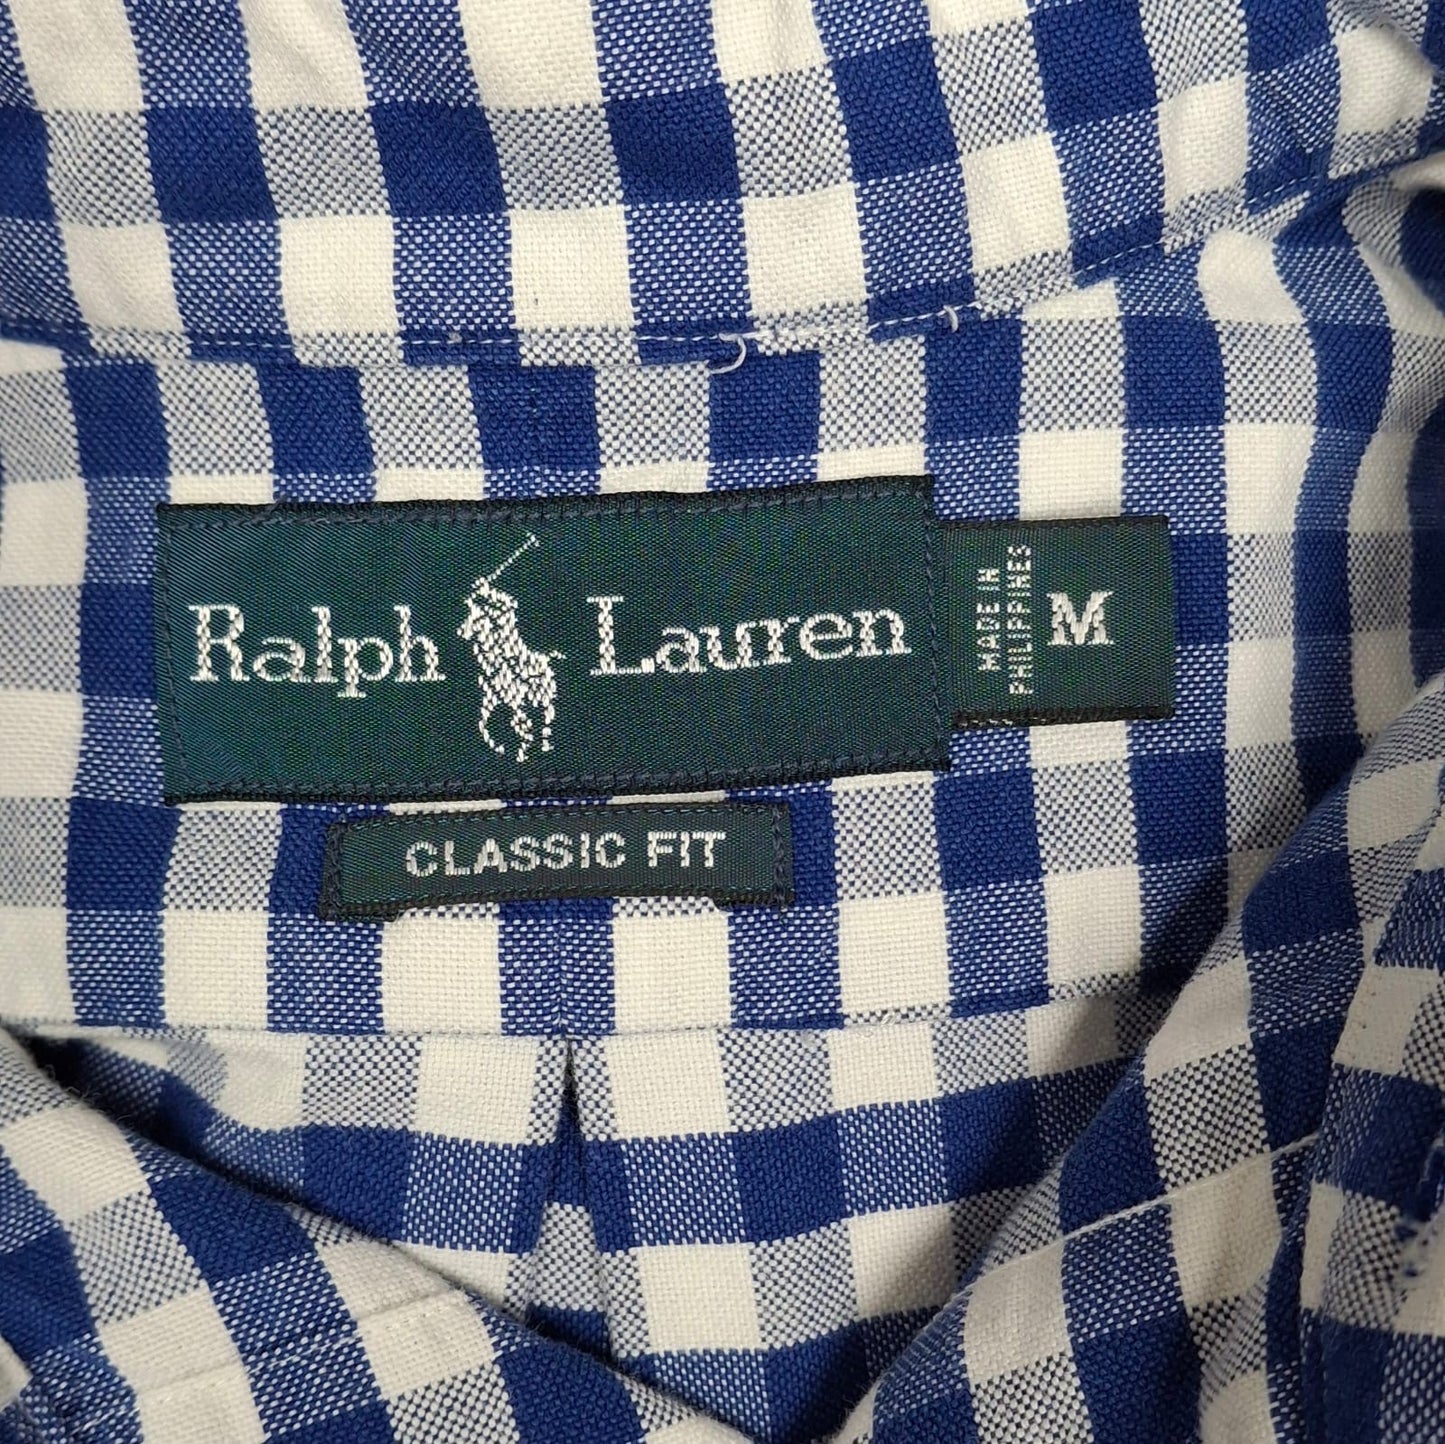 Ralph Lauren
MADE IN
PHILIPPINES
M
CLASSIC FIT